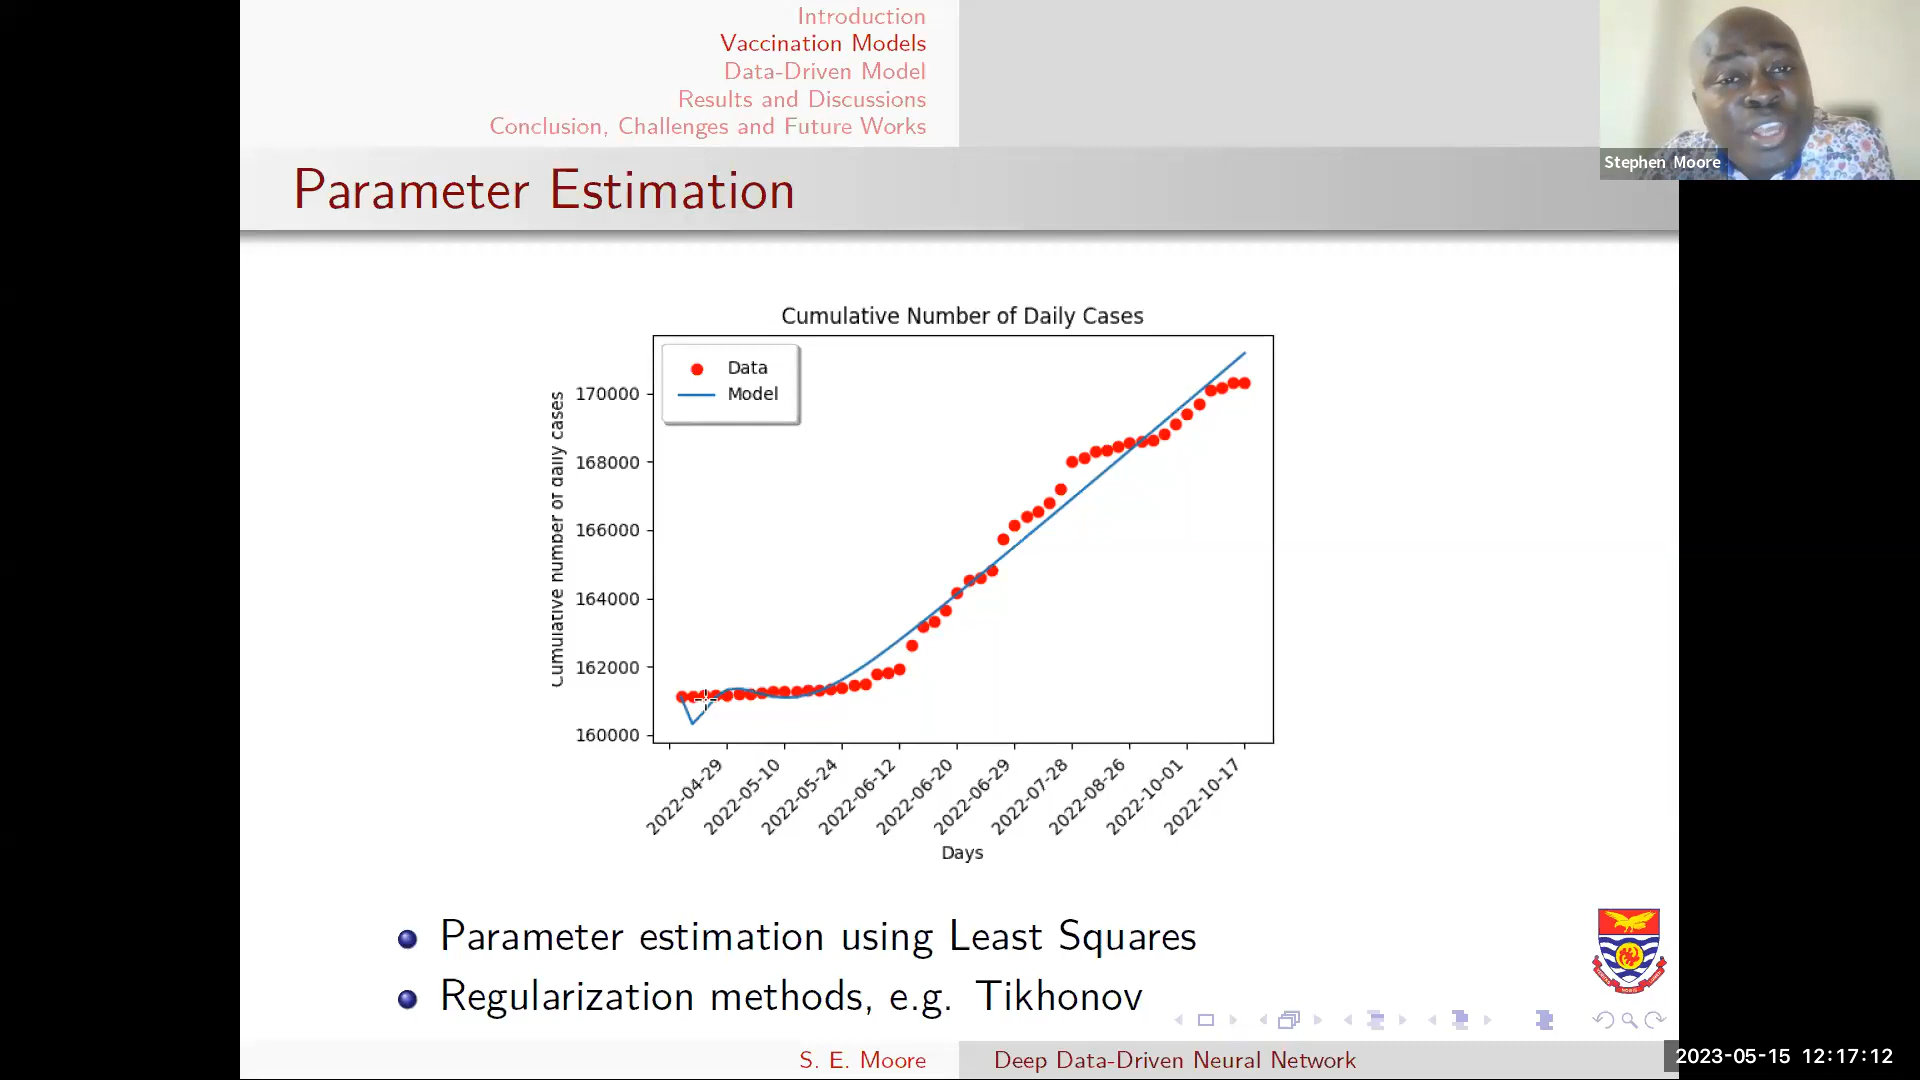 Introduction
Vaccination Models
Data-Driven Model
Results and Discussions
Conclusion, Challenges and Future Works
Stephen Moore
Parameter Estimation
Cumulative Number of Daily Cases
Data
Model
Cumulative number of daily cases
170000
168000
166000
164000
162000
160000
2022-04-29
2022-05-10
2022-05-24
2022-06-12
2022-06-20
2022-06-29
2022-07-28
2022-08-26
2022-10-01
2022-10-17
Days
Parameter estimation using Least Squares
Regularization methods, e.g. Tikhonov
S. E. Moore
Deep Data-Driven Neural Network
2023-05-15 12:17:12